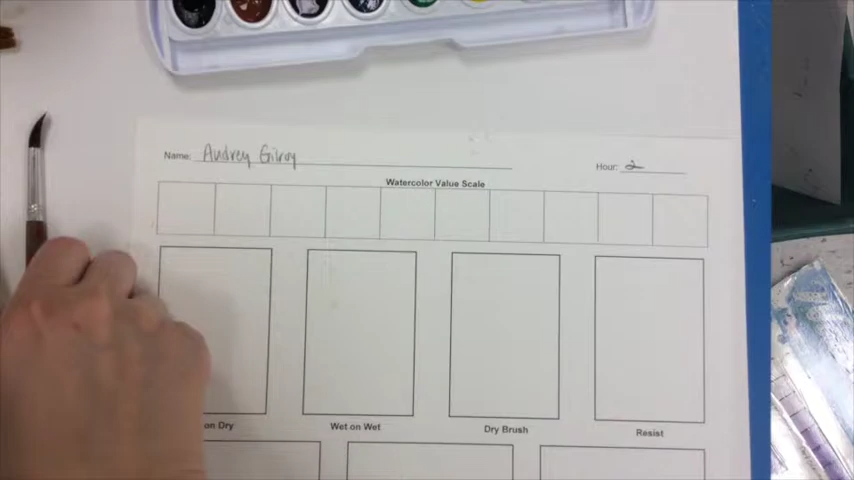 Name: Audrey Gilroy Hour: 2
Watercolor Value Scale
on Dry Wet on Wet Dry Brush Resist